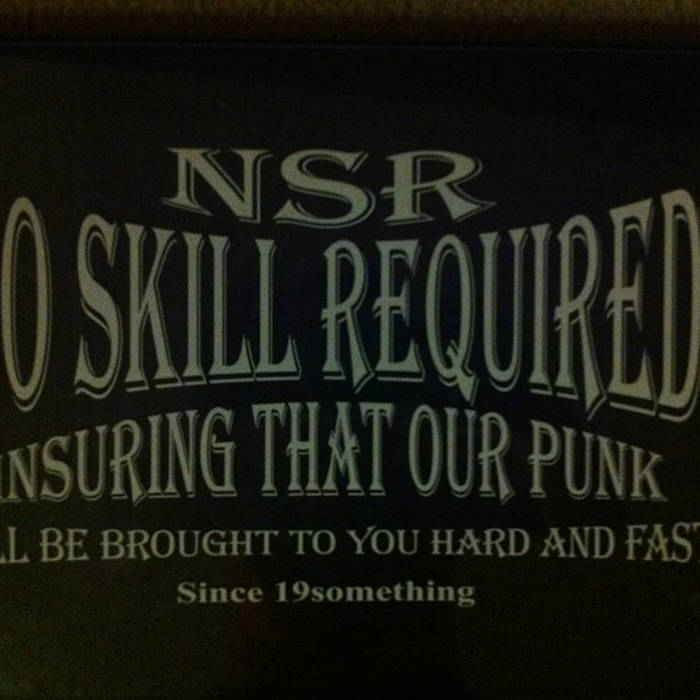 NSR
O SKILL REQUIRED
INSURING THAT OUR PUNK
LL BE BROUGHT TO YOU HARD AND FAST
Since 19something